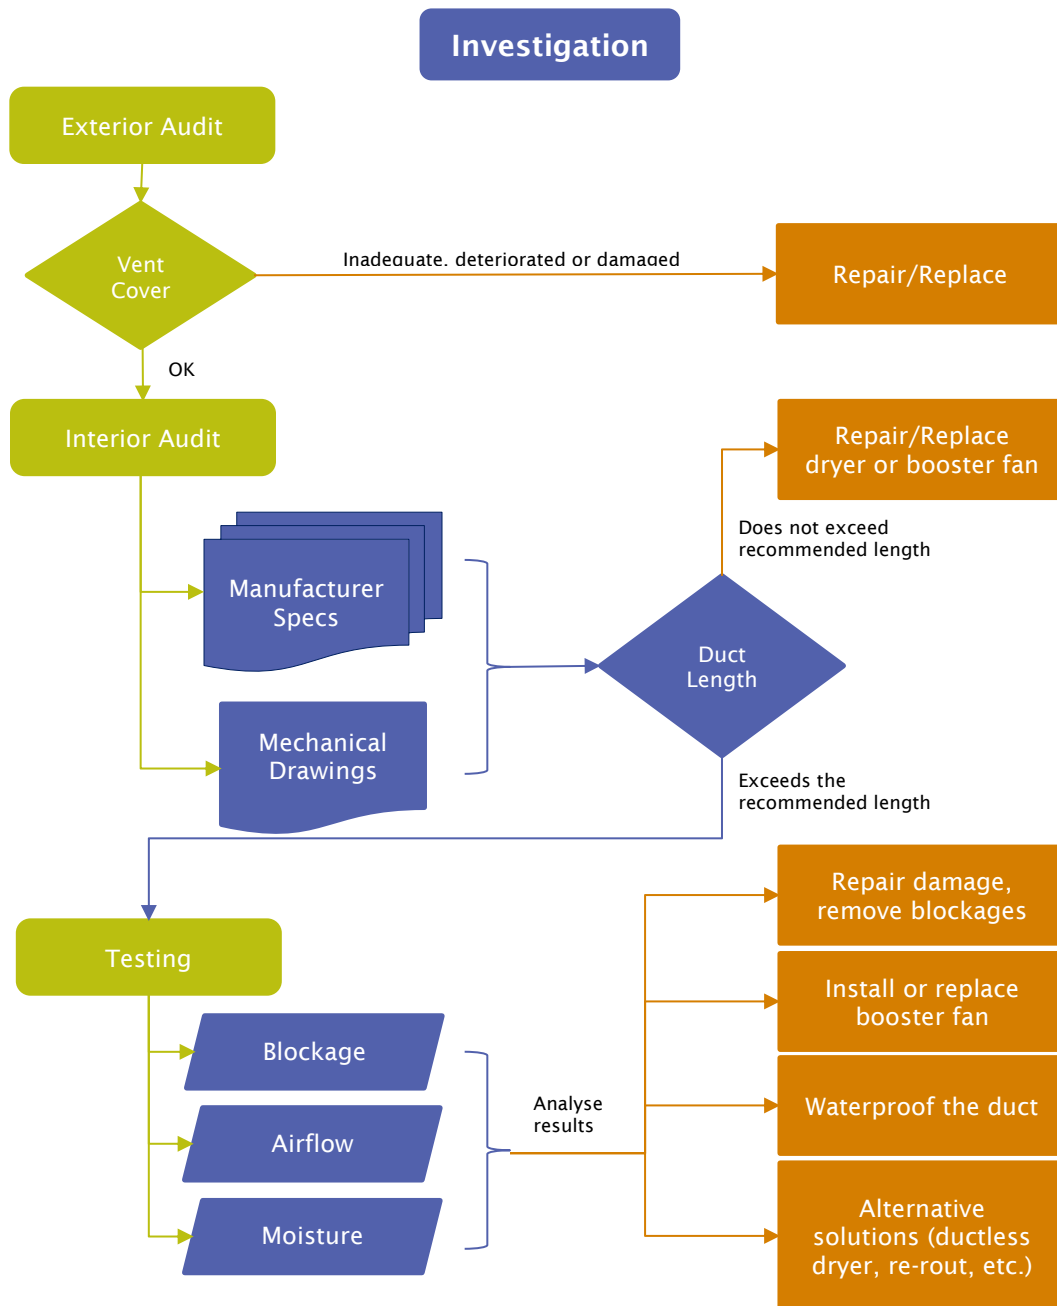 Investigation
Exterior Audit
Vent
Cover
Inadequate, deteriorated or damaged
Repair/Replace
OK
Interior Audit
Repair/Replace
dryer or booster fan
Does not exceed
recommended length
Manufacturer
Specs
Duct
Length
Mechanical
Drawings
Exceeds the
recommended length
Testing
Repair damage,
remove blockages
Install or replace
booster fan
Blockage
Airflow
Moisture
Analyse
results
Waterproof the duct
Alternative
solutions (ductless
dryer, re-rout, etc.)